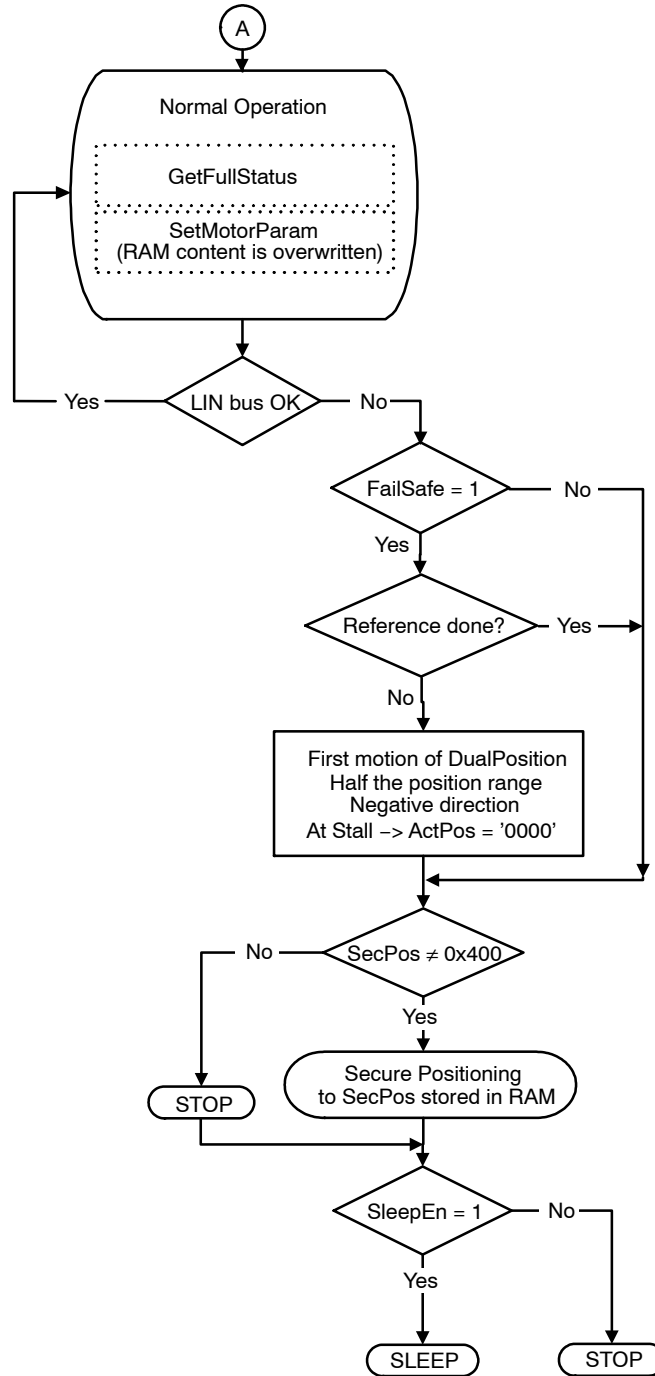 A
Normal Operation
GetFullStatus
SetMotorParam
(RAM content is overwritten)
Yes
LIN bus OK
No
FailSafe = 1
No
Yes
Reference done?
Yes
No
First motion of DualPosition
Half the position range
Negative direction
At Stall −> ActPos = '0000'
No
SecPos ≠ 0x400
Yes
Secure Positioning
to SecPos stored in RAM
STOP
SleepEn = 1
No
Yes
SLEEP
STOP